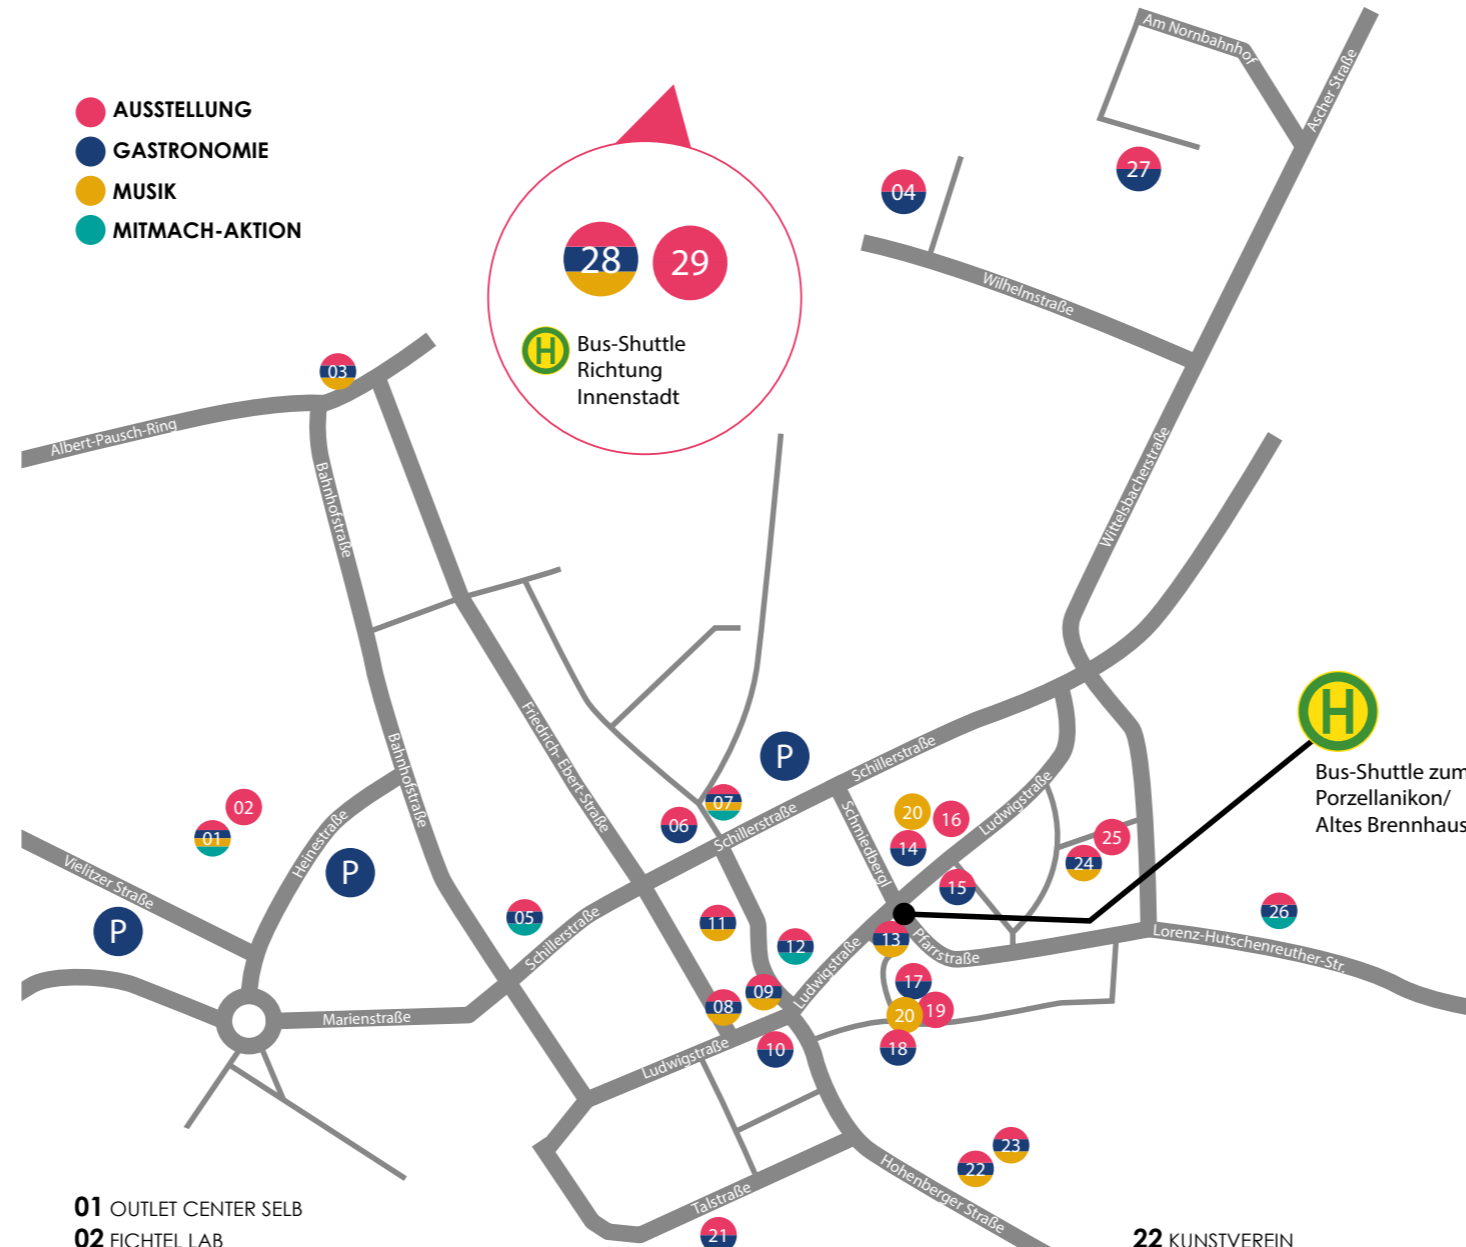 AUSSTELLUNG
GASTRONOMIE
MUSIK
MITMACH-AKTION
Am Nornbahnhof
Ascher Straße
27
04
Wilhelmstraße
28
29
H
Bus-Shuttle
Richtung
Innenstadt
03
Albert-Pausch-Ring
Bahnhofstraße
Wittelsbacherstraße
Friedrich- Ebert-Straße
Bahnhofstraße
P
Schillerstraße
H
Bus-Shuttle zum
Porzellanikon/
Altes Brennhaus
02
01
07
06
Schillerstraße
Schmiedbergl
20
16
14
Ludwigstraße
25
24
Heinestraße
P
Vielitzer Straße
P
15
05
Schillerstraße
11
12
13
Ludwigstraße
Pfarrstraße
26
Lorenz-Hutschenreuther-Str.
17
09
08
19
20
Marienstraße
10
18
Ludwigstraße
23
22
Hohenberger Straße
Talstraße
21
01 OUTLET CENTER SELB
02 FICHTEL LAB
22 KUNSTVEREIN